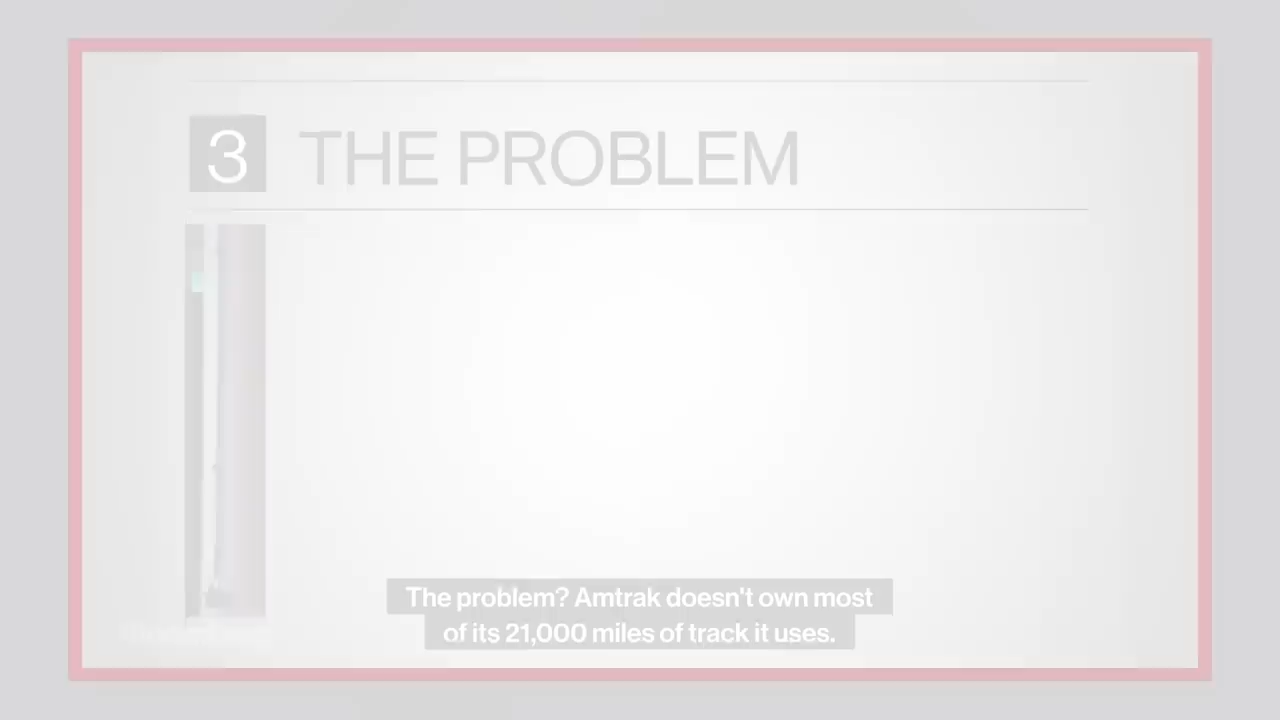 3 THE PROBLEM
The problem? Amtrak doesn't own most
of its 21,000 miles of track it uses.